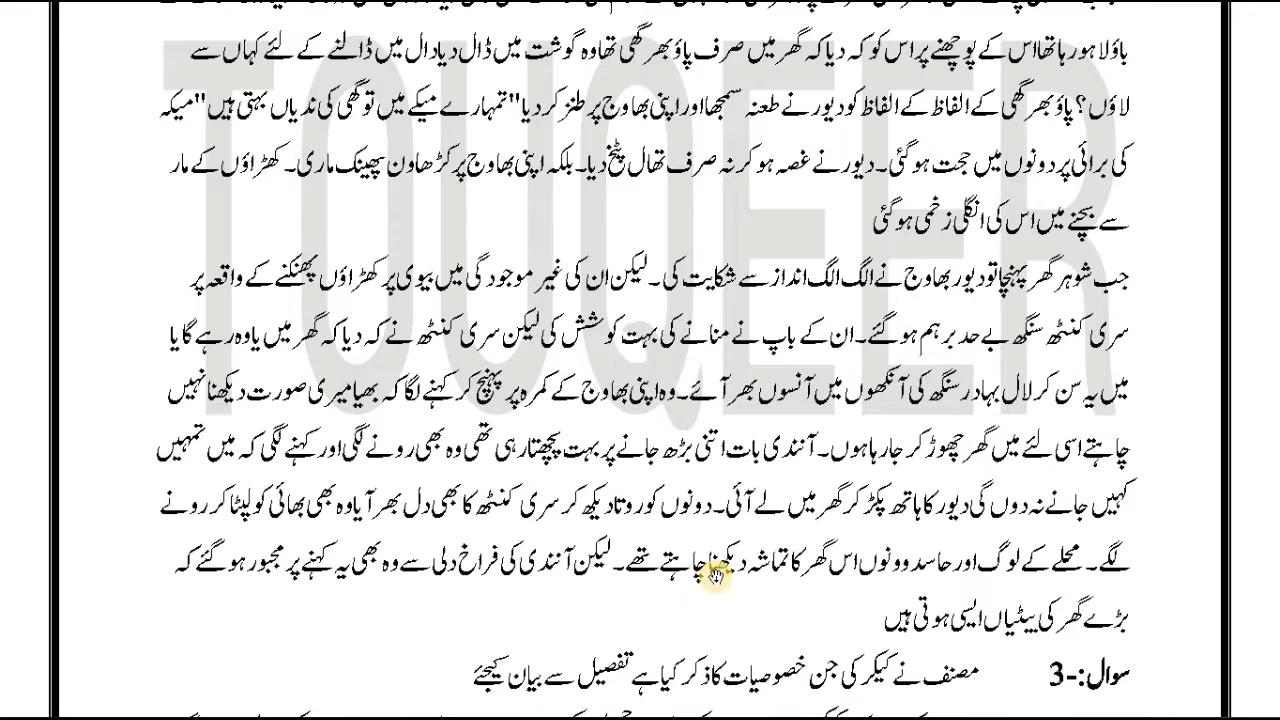 باؤلا ہو رہا تھا اس کے پوچھنے پر اس کو کہ دیا کہ گھر میں صرف پاؤ بھر گھی تھا وہ گوشت میں ڈال دیا دال میں ڈالنے کے لئے کہاں سے
لاؤں؟ پاؤ بھر گھی کے الفاظ کے الفاظ کو دیور نے طعنہ سمجھا اور اپنی بھاوج پر طنز کر دیا "تمہارے میکے میں تو گھی کی ندیاں بہتی ہیں" میکہ
کی برائی پر دونوں میں حجت ہو گئی۔ دیور نے غصہ ہو کر نہ صرف تھال پٹخ دیا۔ بلکہ اپنی بھاوج پر کڑھاون پھینک ماری۔ کھڑاؤں کے مار
سے بچنے میں اس کی انگلی زخمی ہو گئی
جب شوہر گھر پہنچا تو دیور بھاوج نے الگ الگ انداز سے شکایت کی۔ لیکن ان کی غیر موجودگی میں بیوی پر کھڑاؤں پھنکنے کے واقعہ پر
سری کنٹھ سنگھ بے حد برہم ہو گئے۔ ان کے باپ نے منانے کی بہت کوشش کی لیکن سری کنٹھ نے کہ دیا کہ گھر میں یا وہ رہے گا یا
میں یہ سن کر لال بہادر سنگھ کی آنکھوں میں آنسوں بھر آئے۔ وہ اپنی بھاوج کے کمرہ پر پہنچ کر کہنے لگا کہ بھیا میری صورت دیکھنا نہیں
چاہتے اسی لئے میں گھر چھوڑ کر جا رہا ہوں۔ آنندی بات اتنی بڑھ جانے پر بہت پچھتا رہی تھی وہ بھی رونے لگی اور کہنے لگی کہ میں تمہیں
کہیں جانے نہ دوں گی دیور کا ہاتھ پکڑ کر گھر میں لے آئی۔ دونوں کو روتا دیکھ کر سری کنٹھ کا بھی دل بھر آیا وہ بھی بھائی کو لپٹا کر رونے
لگے۔ محلے کے لوگ اور حاسد دونوں اس گھر کا تماشہ دیکھنا چاہتے تھے۔ لیکن آنندی کی فراخ دلی سے وہ بھی یہ کہنے پر مجبور ہو گئے کہ
بڑے گھر کی بیٹیاں ایسی ہوتی ہیں
سوال:-3 مصنف نے کیکر کی جن خصوصیات کا ذکر کیا ہے تفصیل سے بیان کیجئے
TOUQEER